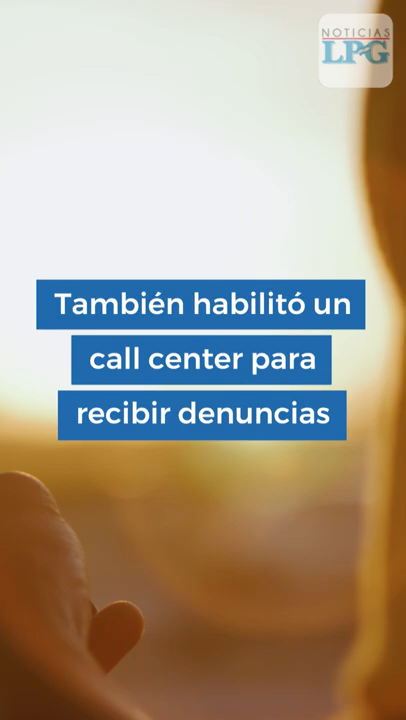 NOTICIAS
LPG
También habilitó un
call center para
recibir denuncias